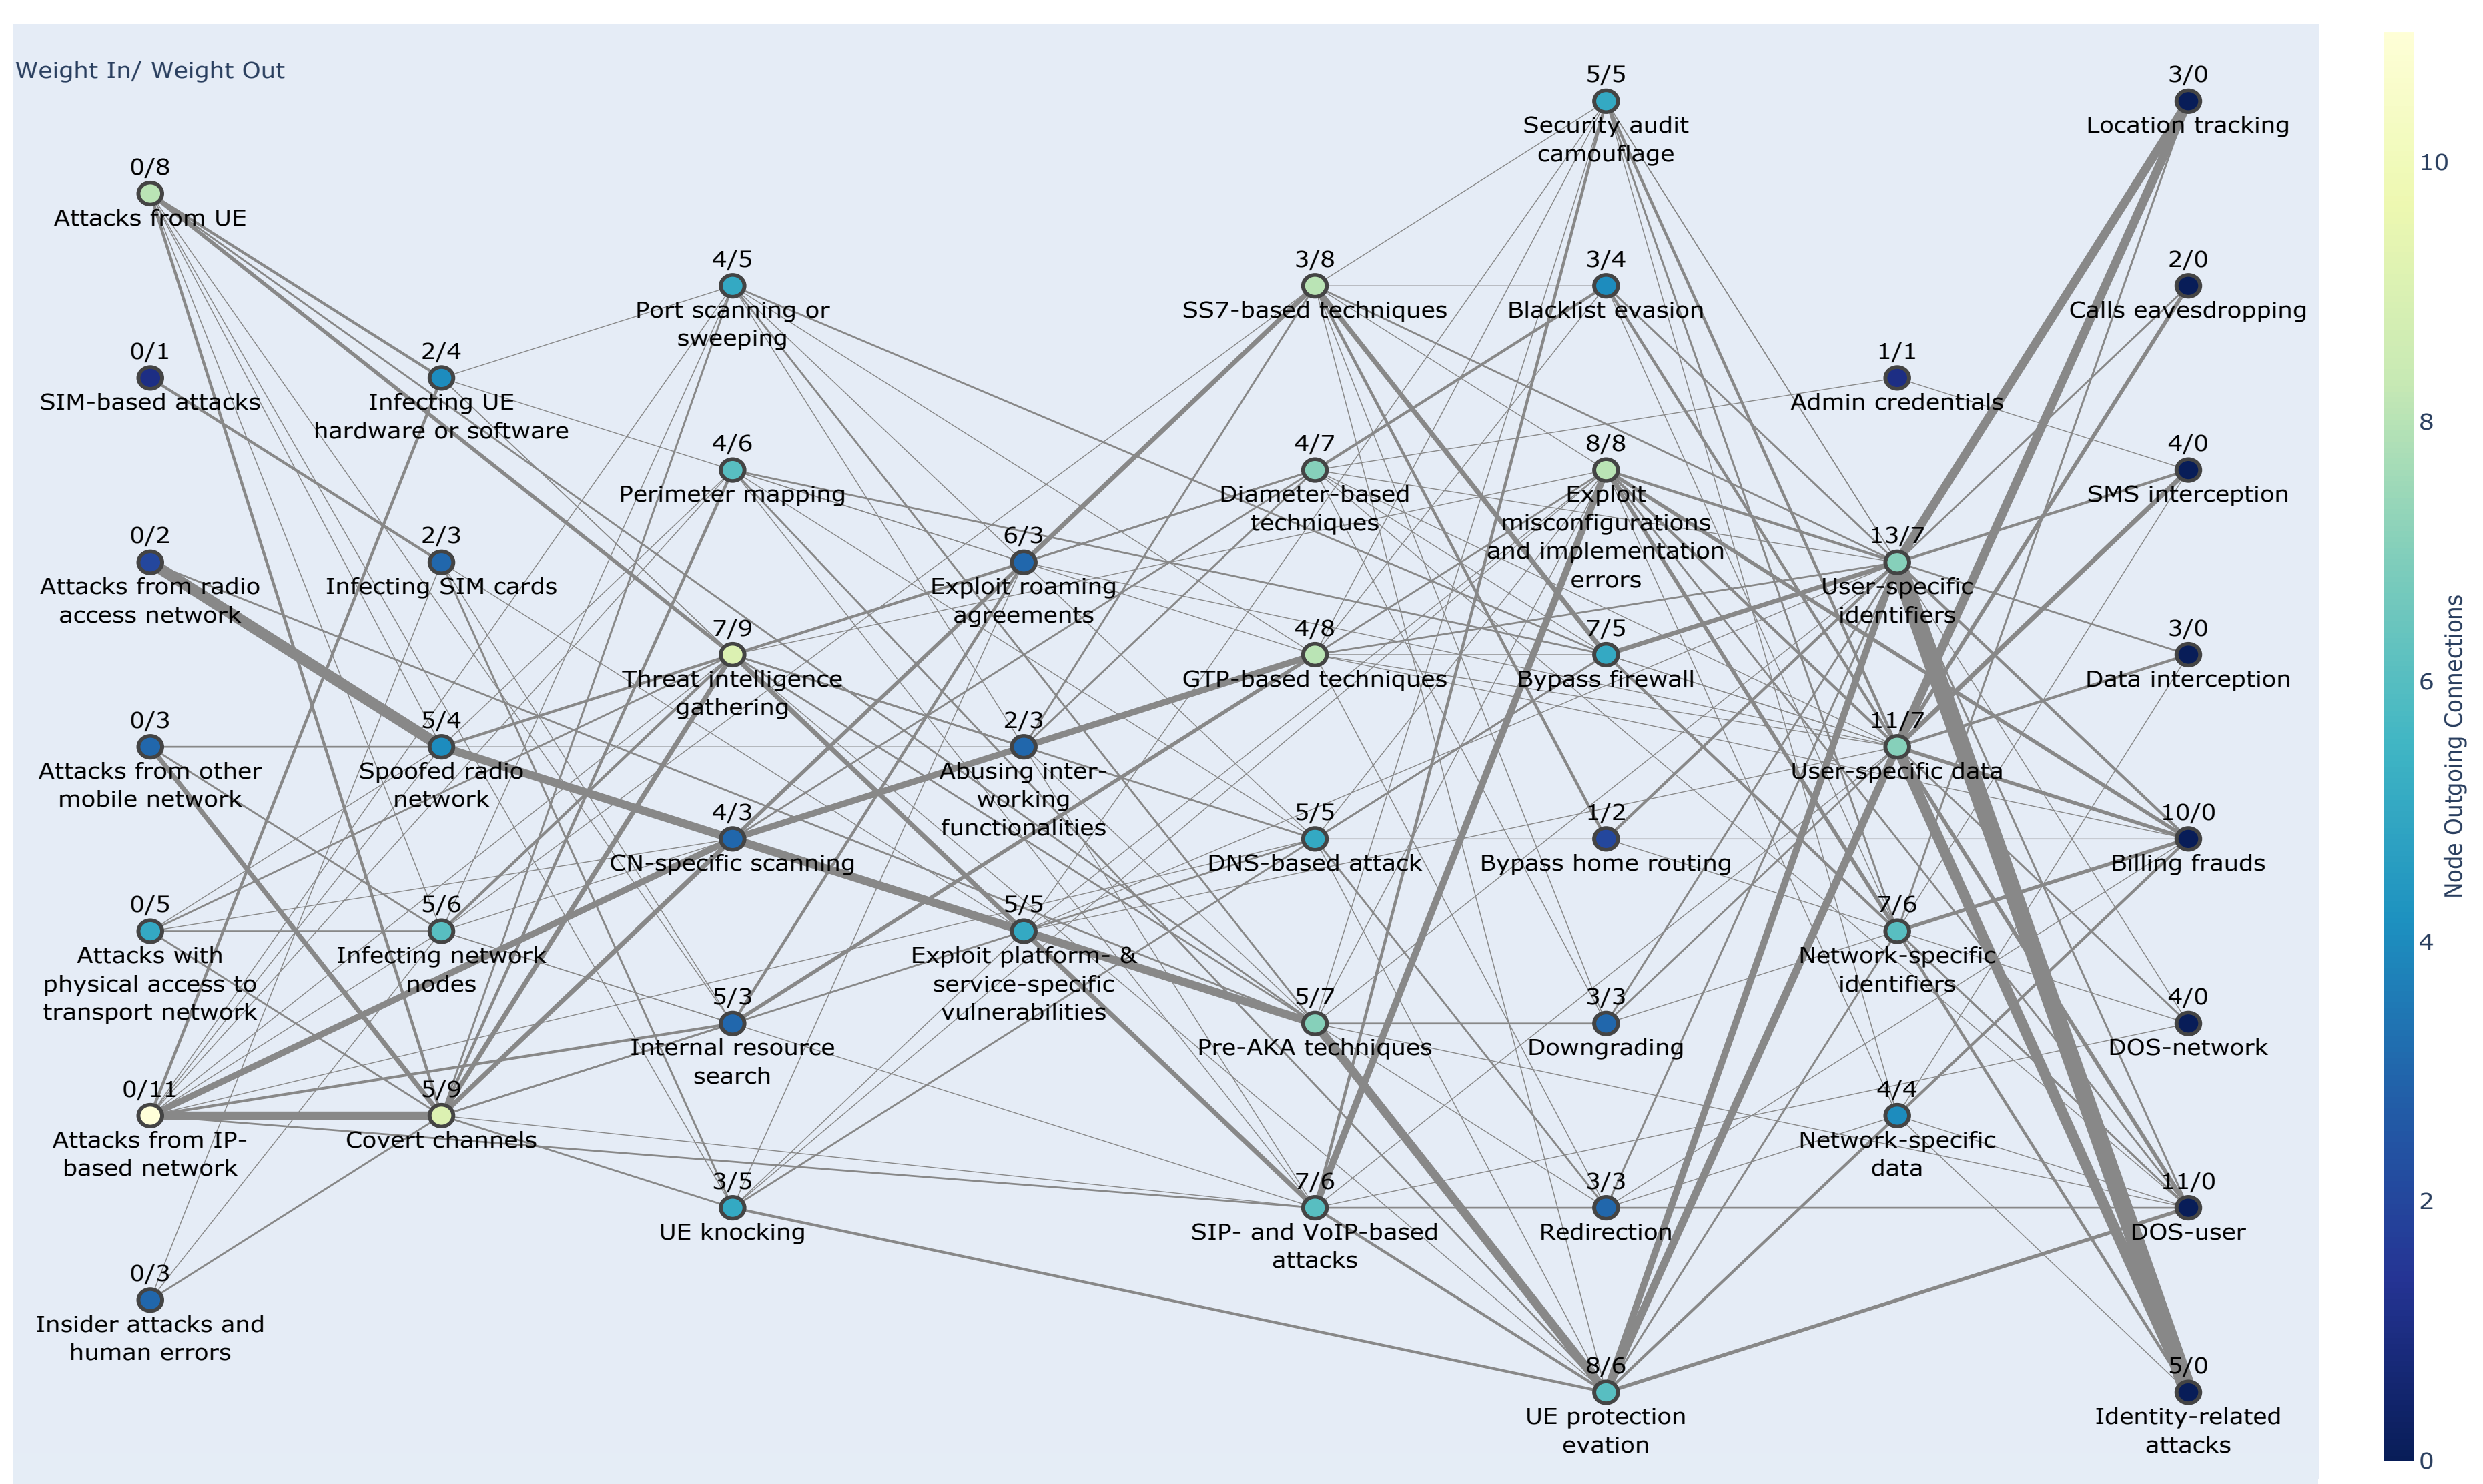 Weight In/ Weight Out
0/8
Attacks from UE
0/1
SIM-based attacks
0/2
Attacks from radio
access network
0/3
Attacks from other
mobile network
0/5
Attacks with
physical access to
transport network
0/11
Attacks from IP-
based network
0/3
Insider attacks and
human errors
2/4
Infecting UE
hardware or software
2/3
Infecting SIM cards
5/4
Spoofed radio
network
5/6
Infecting network
nodes
5/9
Covert channels
4/5
Port scanning or
sweeping
4/6
Perimeter mapping
7/9
Threat intelligence
gathering
4/3
CN-specific scanning
5/3
Internal resource
search
3/5
UE knocking
6/3
Exploit roaming
agreements
2/3
Abusing inter-
working
functionalities
5/5
Exploit platform- &
service-specific
vulnerabilities
3/8
SS7-based techniques
4/7
Diameter-based
techniques
4/8
GTP-based techniques
5/5
DNS-based attack
5/7
Pre-AKA techniques
7/6
SIP- and VoIP-based
attacks
5/5
Security audit
camouflage
3/4
Blacklist evasion
8/8
Exploit
misconfigurations
and implementation
errors
7/5
Bypass firewall
1/2
Bypass home routing
3/3
Downgrading
3/3
Redirection
8/6
UE protection
evation
1/1
Admin credentials
13/7
User-specific
identifiers
11/7
User-specific data
7/6
Network-specific
identifiers
4/4
Network-specific
data
3/0
Location tracking
2/0
Calls eavesdropping
4/0
SMS interception
3/0
Data interception
10/0
Billing frauds
4/0
DOS-network
11/0
DOS-user
5/0
Identity-related
attacks
10
8
6
4
2
0
Node Outgoing Connections